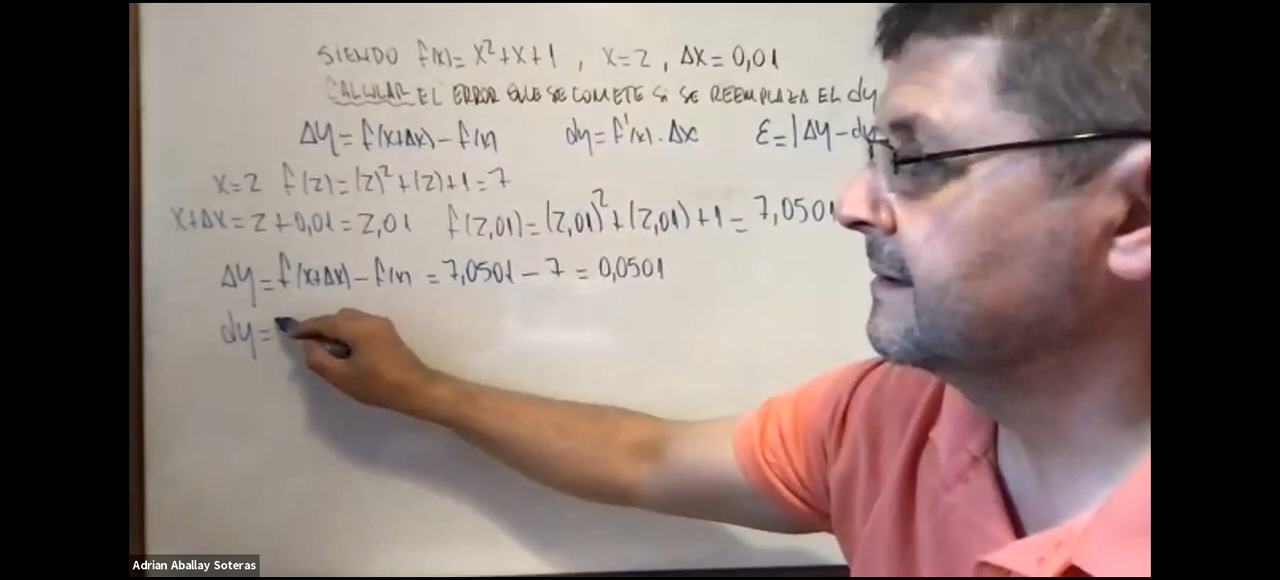 SIENDO f(x)= x²+x+1 , x=2 , Δx=0,01
CALCULAR EL ERROR QUE SE COMETE SI SE REEMPLAZA EL dy
Δy=f(x+Δx)-f(x) dy=f'(x).Δx ε=|Δy-dy
x=2 f(2)=(2)²+(2)+1=7
x+Δx=2+0,01=2,01 f(2,01)=(2,01)²+(2,01)+1=7,0501
Δy=f(x+Δx)-f(x)=7,0501-7=0,0501
dy=
Adrian Aballay Soteras